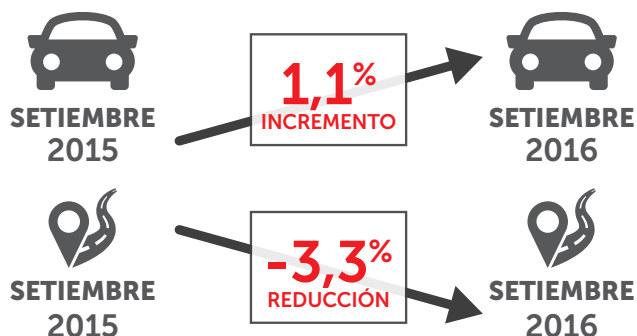 SETIEMBRE
2015
1,1%
INCREMENTO
SETIEMBRE
2016
SETIEMBRE
2015
-3,3%
REDUCCIÓN
SETIEMBRE
2016